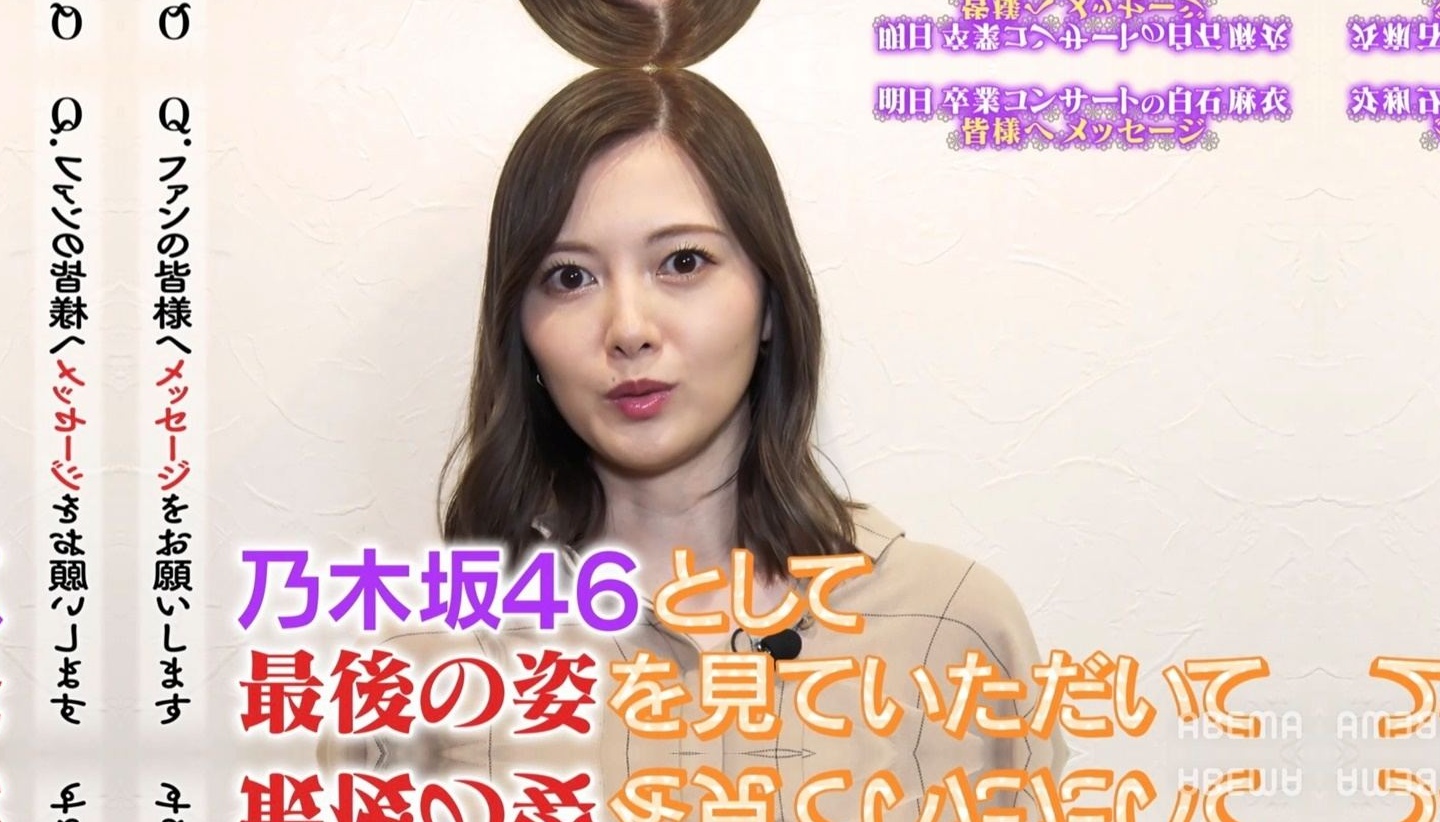 明日 卒業コンサートの白石麻衣
皆様へ メッセージ
Q. ファンの皆様へメッセージをお願いします
乃木坂46として
最後の姿を見ていただいて
ABEMA